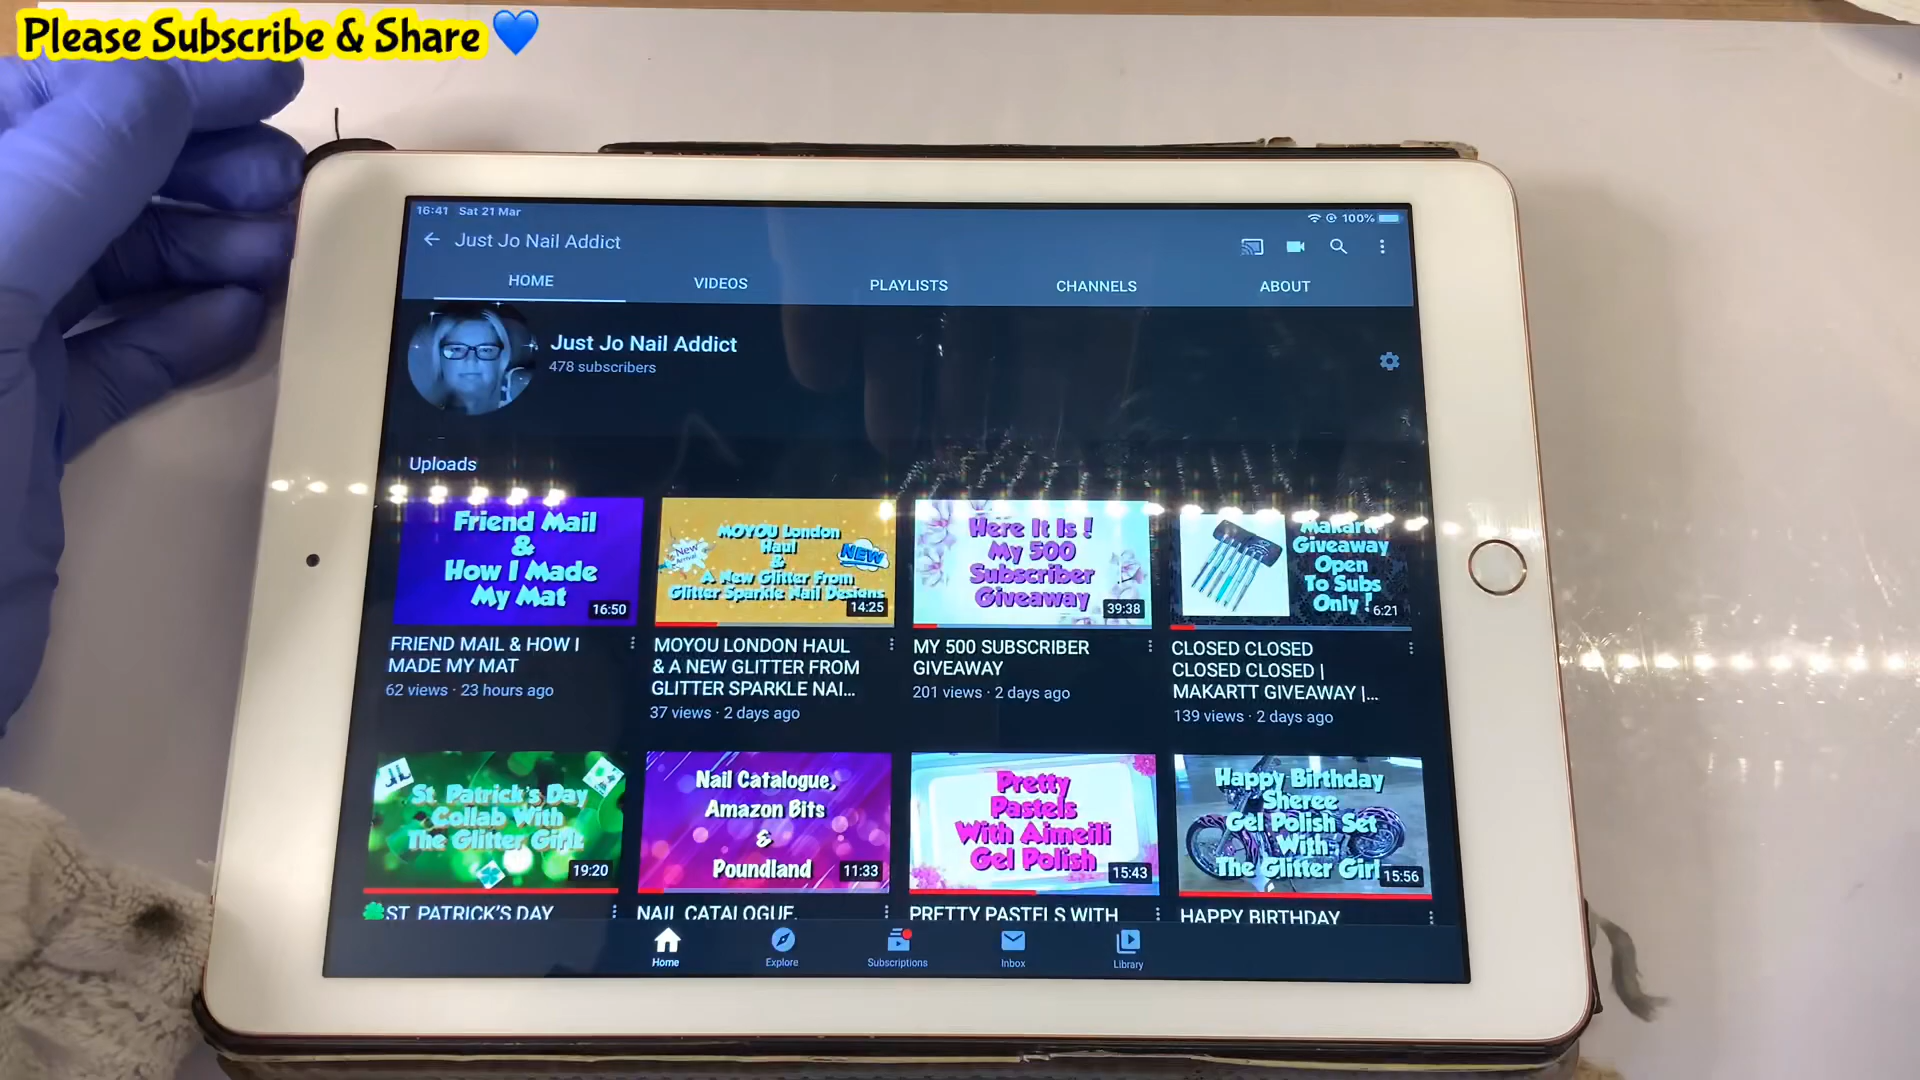 Please Subscribe & Share
16:41 Sat 21 Mar
100%
Just Jo Nail Addict
HOME VIDEOS PLAYLISTS CHANNELS ABOUT
Just Jo Nail Addict
478 subscribers
Uploads
Friend Mail
&
How I Made
My Mat
16:50
New
MOYOU London
Haul
&
A New Glitter From
Glitter Sparkle Nail Designs
NEW
14:25
Here It Is !
My 500
Subscriber
Giveaway
39:38
Makartt
Giveaway
Open
To Subs
Only !
6:21
FRIEND MAIL & HOW I
MADE MY MAT
62 views · 23 hours ago
MOYOU LONDON HAUL
& A NEW GLITTER FROM
GLITTER SPARKLE NAI...
37 views · 2 days ago
MY 500 SUBSCRIBER
GIVEAWAY
201 views · 2 days ago
CLOSED CLOSED
CLOSED CLOSED |
MAKARTT GIVEAWAY |...
139 views · 2 days ago
St. Patrick's Day
Collab With
The Glitter Girlz
19:20
Nail Catalogue,
Amazon Bits
&
Poundland
11:33
Pretty
Pastels
With Aimeili
Gel Polish
15:43
Happy Birthday
Sheree
Gel Polish Set
With
The Glitter Girl
15:56
ST. PATRICK'S DAY
NAIL CATALOGUE,
PRETTY PASTELS WITH
HAPPY BIRTHDAY
Home Explore Subscriptions Inbox Library